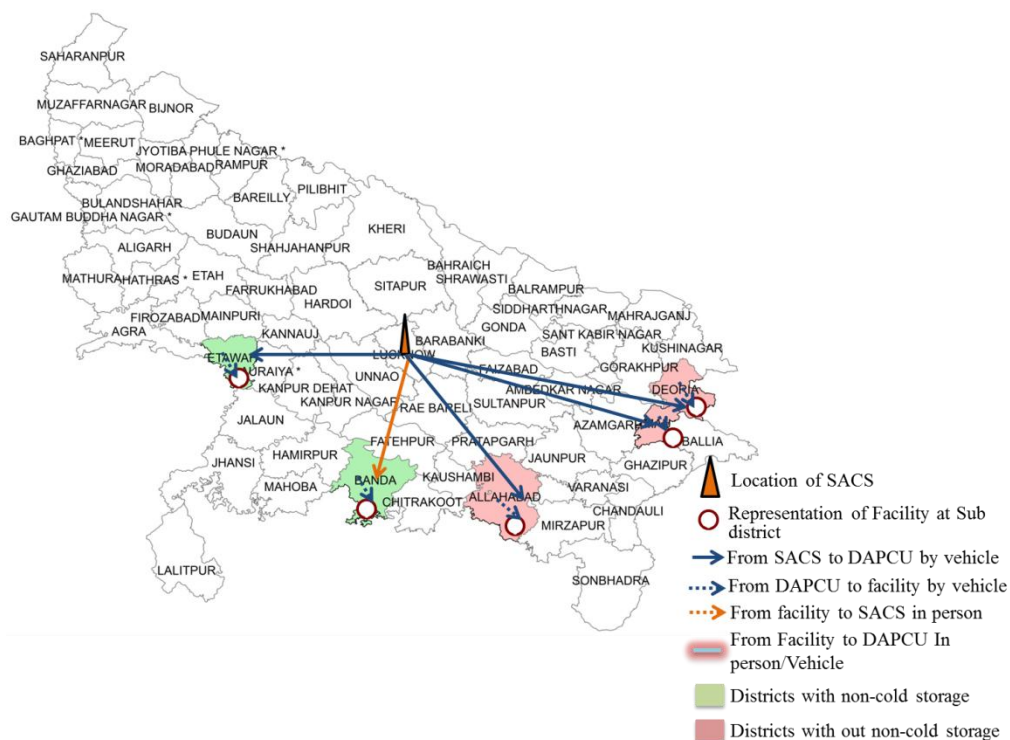 SAHARANPUR
MUZAFFARNAGAR
BIJNOR
BAGHPAT *
MEERUT
JYOTIBA PHULE NAGAR *
GHAZIABAD
MORADABAD
RAMPUR
PILIBHIT
BAREILLY
BULANDSHAHAR
GAUTAM BUDDHA NAGAR *
KHERI
BUDAUN
SHAHJAHANPUR
ALIGARH
BAHRAICH
SHRAWASTI
MATHURA
HATHRAS *
ETAH
SITAPUR
BALRAMPUR
FARRUKHABAD
HARDOI
SIDDHARTHNAGAR
MAHRAJGANJ
FIROZABAD
MAINPURI
AGRA
KANNAUJ
GONDA
SANT KABIR NAGAR
BARABANKI
BASTI
KUSHINAGAR
ETAWAH
LUCKNOW
GORAKHPUR
URAIYA *
UNNAO
FAIZABAD
KANPUR DEHAT
AMBEDKAR NAGAR
DEORIA
KANPUR NAGAR
RAE BARELI
SULTANPUR
JALAUN
AZAMGARH
BALLIA
FATEHPUR
PRATAPGARH
HAMIRPUR
JAUNPUR
GHAZIPUR
JHANSI
BANDA
KAUSHAMBI
MAHOBA
CHITRAKOOT
ALLAHABAD
VARANASI
CHANDAULI
MIRZAPUR
LALITPUR
SONBHADRA
Location of SACS
Representation of Facility at Sub
district
From SACS to DAPCU by vehicle
From DAPCU to facility by vehicle
From facility to SACS in person
From Facility to DAPCU In
person/Vehicle
Districts with non-cold storage
Districts with out non-cold storage